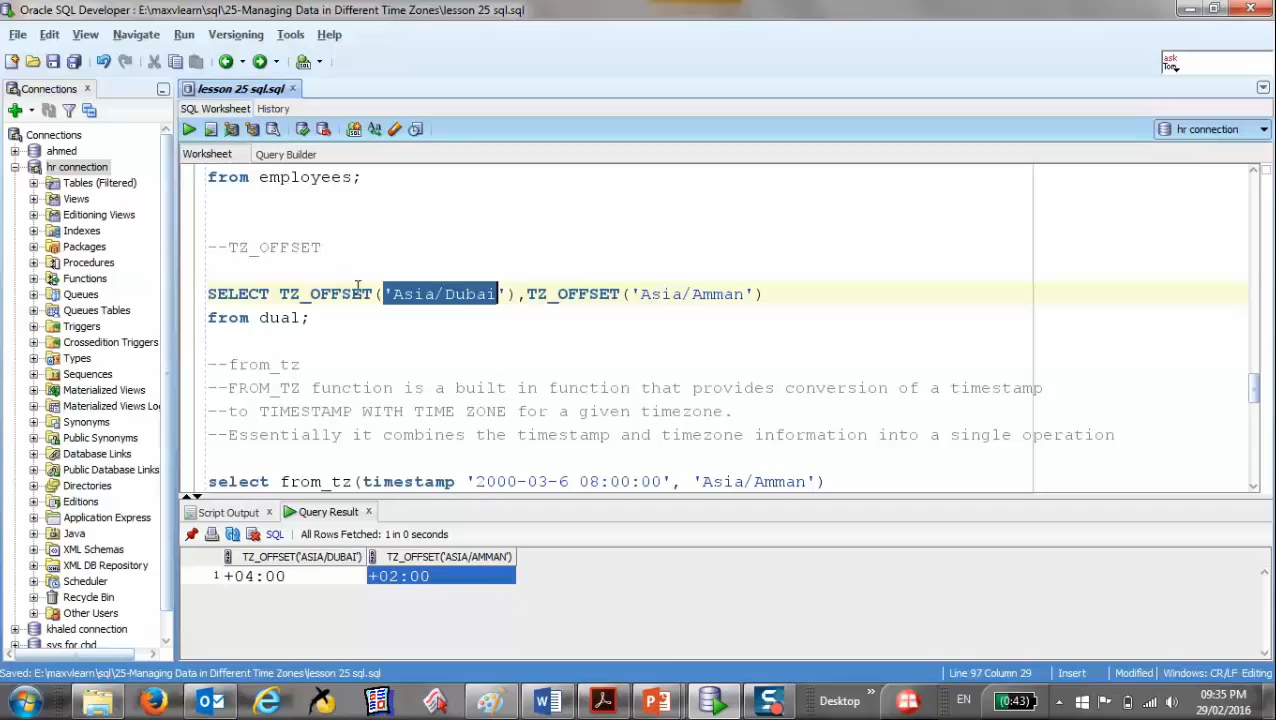 Oracle SQL Developer : E:\maxvlearn\sql\25-Managing Data in Different Time Zones\lesson 25 sql.sql
File Edit View Navigate Run Versioning Tools Help
ask
Tom
Connections
lesson 25 sql.sql
SQL Worksheet History
hr connection
Worksheet Query Builder
Connections
ahmed
hr connection
Tables (Filtered)
Views
Editioning Views
Indexes
Packages
Procedures
Functions
Queues
Queues Tables
Triggers
Crossedition Triggers
Types
Sequences
Materialized Views
Materialized Views Log
Synonyms
Public Synonyms
Database Links
Public Database Links
Directories
Editions
Application Express
Java
XML Schemas
XML DB Repository
Scheduler
Recycle Bin
Other Users
khaled connection
sys for cbd
from employees;
--TZ_OFFSET
SELECT TZ_OFFSET('Asia/Dubai'),TZ_OFFSET('Asia/Amman')
from dual;
--from_tz
--FROM_TZ function is a built in function that provides conversion of a timestamp
--to TIMESTAMP WITH TIME ZONE for a given timezone.
--Essentially it combines the timestamp and timezone information into a single operation
select from_tz(timestamp '2000-03-6 08:00:00', 'Asia/Amman')
Script Output Query Result
SQL All Rows Fetched: 1 in 0 seconds
TZ_OFFSET('ASIA/DUBAI') TZ_OFFSET('ASIA/AMMAN')
1 +04:00 +02:00
Saved: E:\maxvlearn\sql\25-Managing Data in Different Time Zones\lesson 25 sql.sql
Line 97 Column 29 Insert Modified Windows: CR/LF Editing
Desktop » EN (0:43) 09:35 PM
29/02/2016